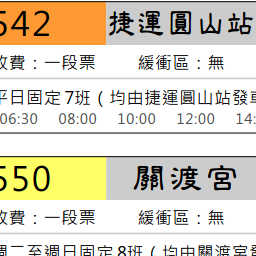 542 捷運圓山站
收費：一段票 緩衝區：無
平日固定7班（均由捷運圓山站發車
06:30 08:00 10:00 12:00 14:
550 關渡宮
收費：一段票 緩衝區：無
週二至週日固定8班（均由關渡宮發